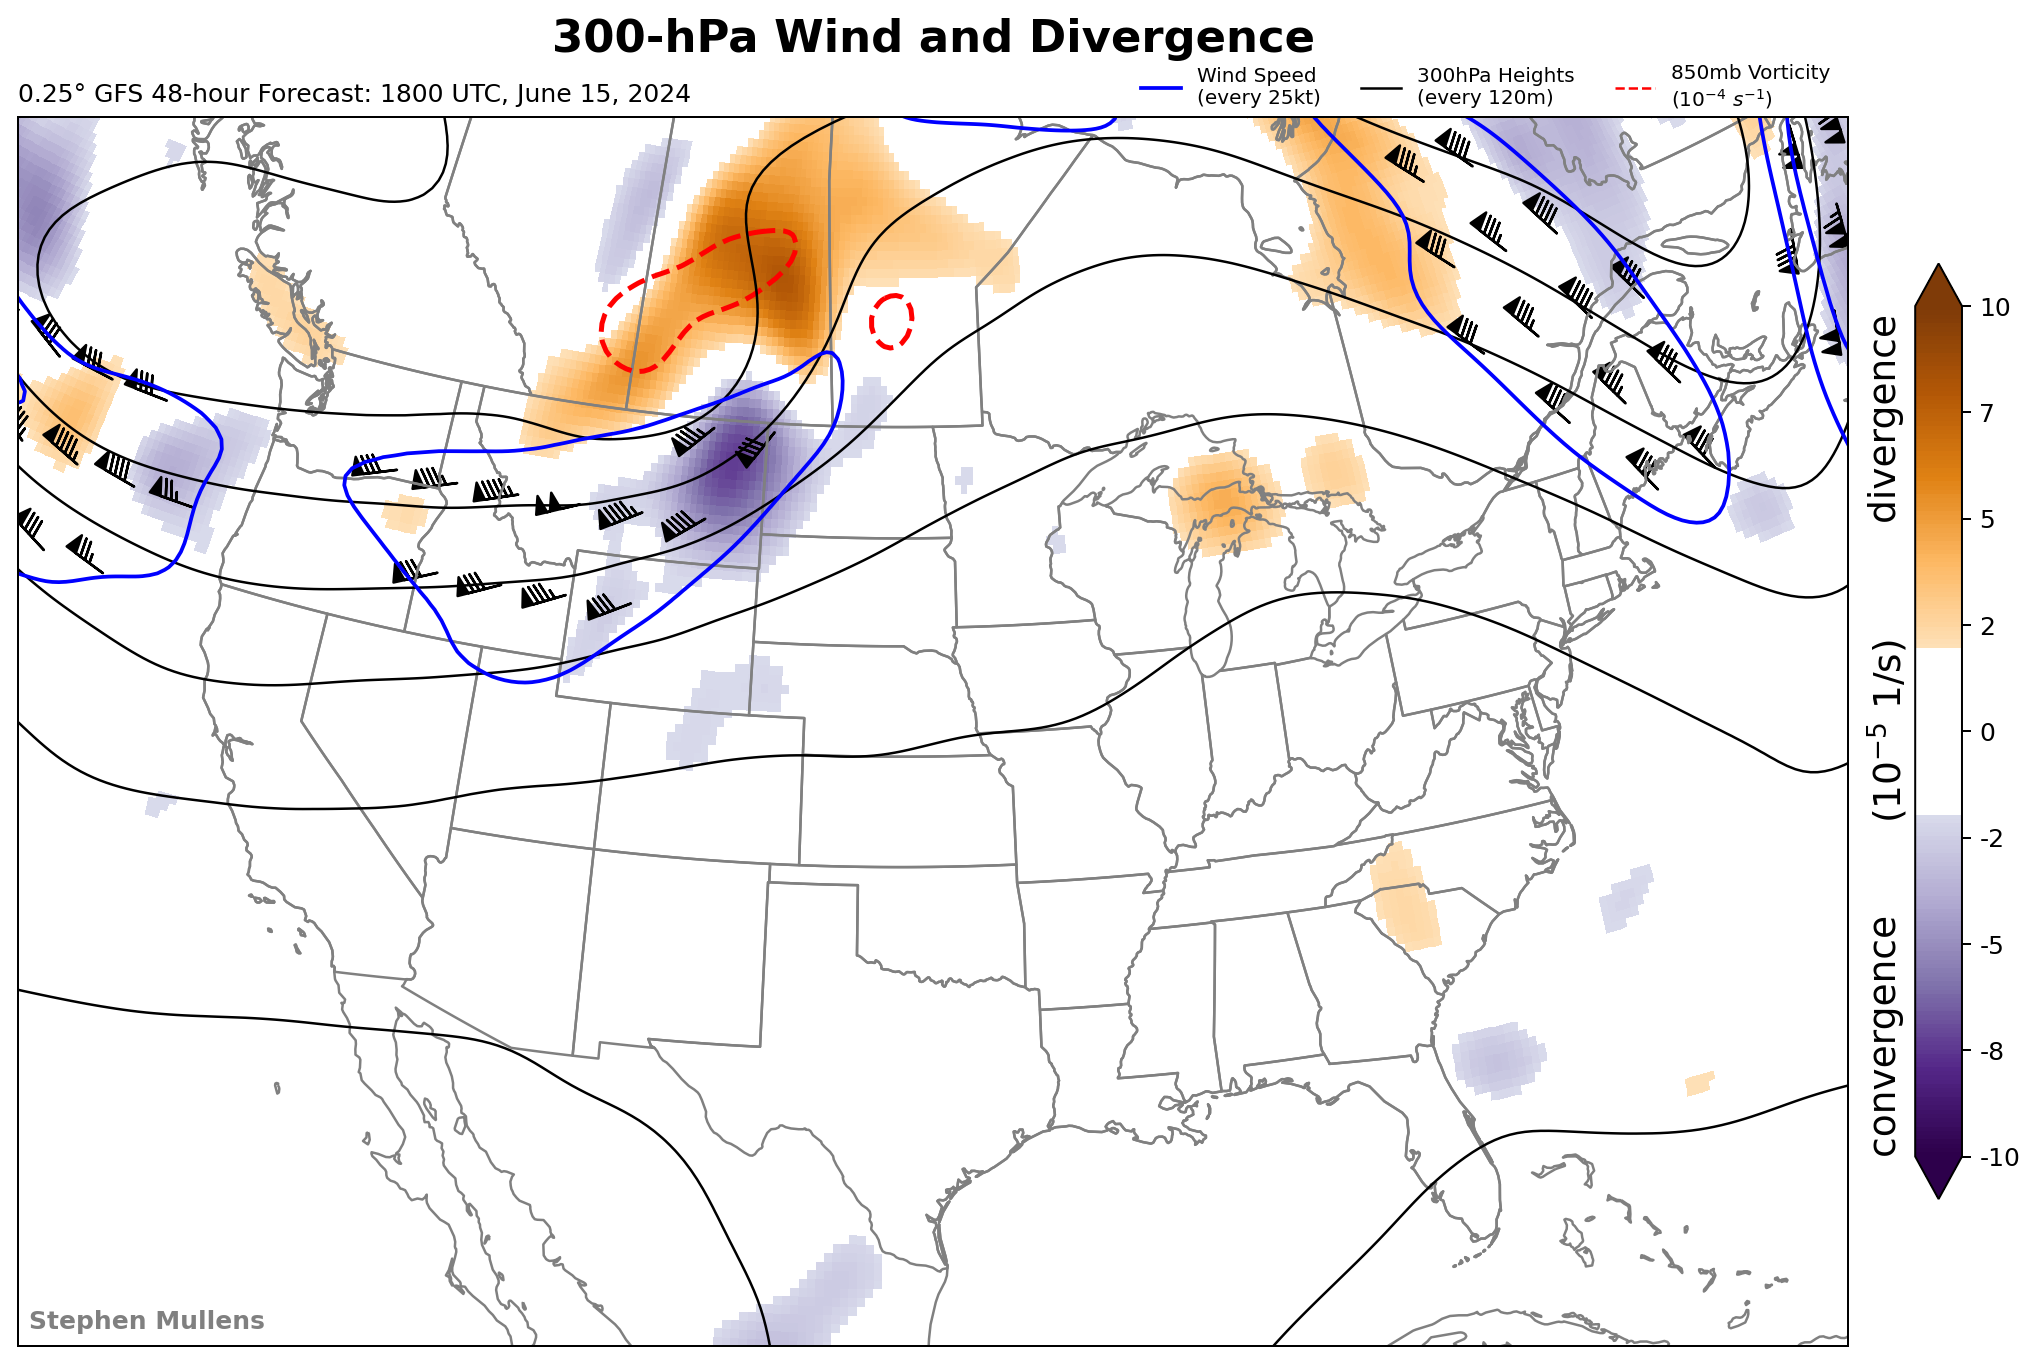 300-hPa Wind and Divergence
0.25° GFS 48-hour Forecast: 1800 UTC, June 15, 2024
Wind Speed
(every 25kt)
300hPa Heights
(every 120m)
850mb Vorticity
(10⁻⁴ s⁻¹)
10
7
5
2
0
-2
-5
-8
-10
convergence (10⁻⁵ 1/s) divergence
Stephen Mullens